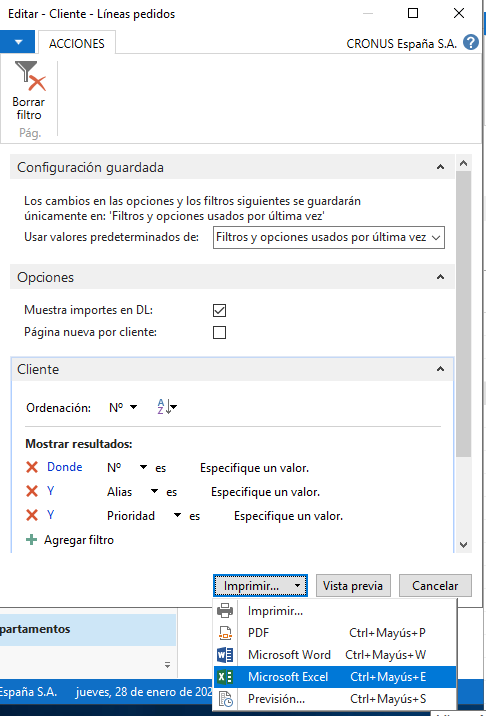 Editar - Cliente - Líneas pedidos
ACCIONES
CRONUS España S.A.
Borrar
filtro
Pág.
Configuración guardada
Los cambios en las opciones y los filtros siguientes se guardarán
únicamente en: 'Filtros y opciones usados por última vez'
Usar valores predeterminados de: Filtros y opciones usados por última vez
Opciones
Muestra importes en DL:
Página nueva por cliente:
Cliente
Ordenación: Nº
Mostrar resultados:
Donde Nº es Especifique un valor.
Y Alias es Especifique un valor.
Y Prioridad es Especifique un valor.
Agregar filtro
Imprimir... Vista previa Cancelar
Imprimir...
PDF Ctrl+Mayús+P
Microsoft Word Ctrl+Mayús+W
Microsoft Excel Ctrl+Mayús+E
Previsión... Ctrl+Mayús+S
partamentos
España S.A. jueves, 28 de enero de 202